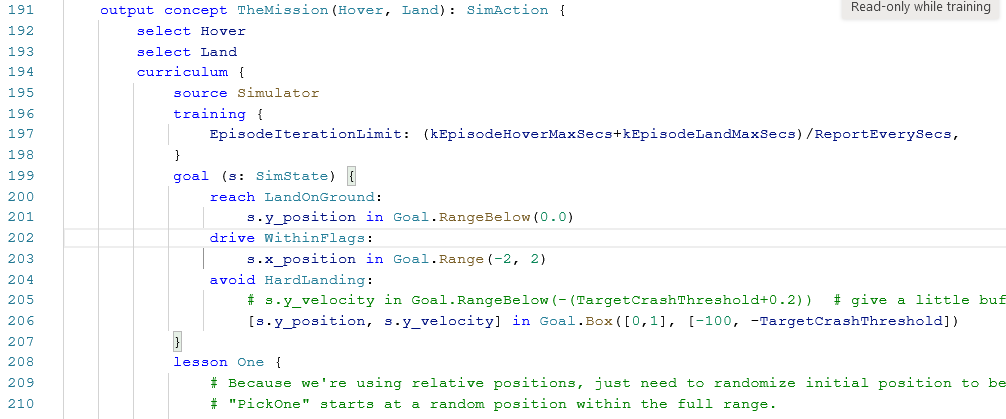 Read-only while training
191 output concept TheMission(Hover, Land): SimAction {
192 select Hover
193 select Land
194 curriculum {
195 source Simulator
196 training {
197 EpisodeIterationLimit: (kEpisodeHoverMaxSecs+kEpisodeLandMaxSecs)/ReportEverySecs,
198 }
199 goal (s: SimState) {
200 reach LandOnGround:
201 s.y_position in Goal.RangeBelow(0.0)
202 drive WithinFlags:
203 s.x_position in Goal.Range(-2, 2)
204 avoid HardLanding:
205 # s.y_velocity in Goal.RangeBelow(-(TargetCrashThreshold+0.2)) # give a little buf
206 [s.y_position, s.y_velocity] in Goal.Box([0,1], [-100, -TargetCrashThreshold])
207 }
208 lesson One {
209 # Because we're using relative positions, just need to randomize initial position to be
210 # "PickOne" starts at a random position within the full range.